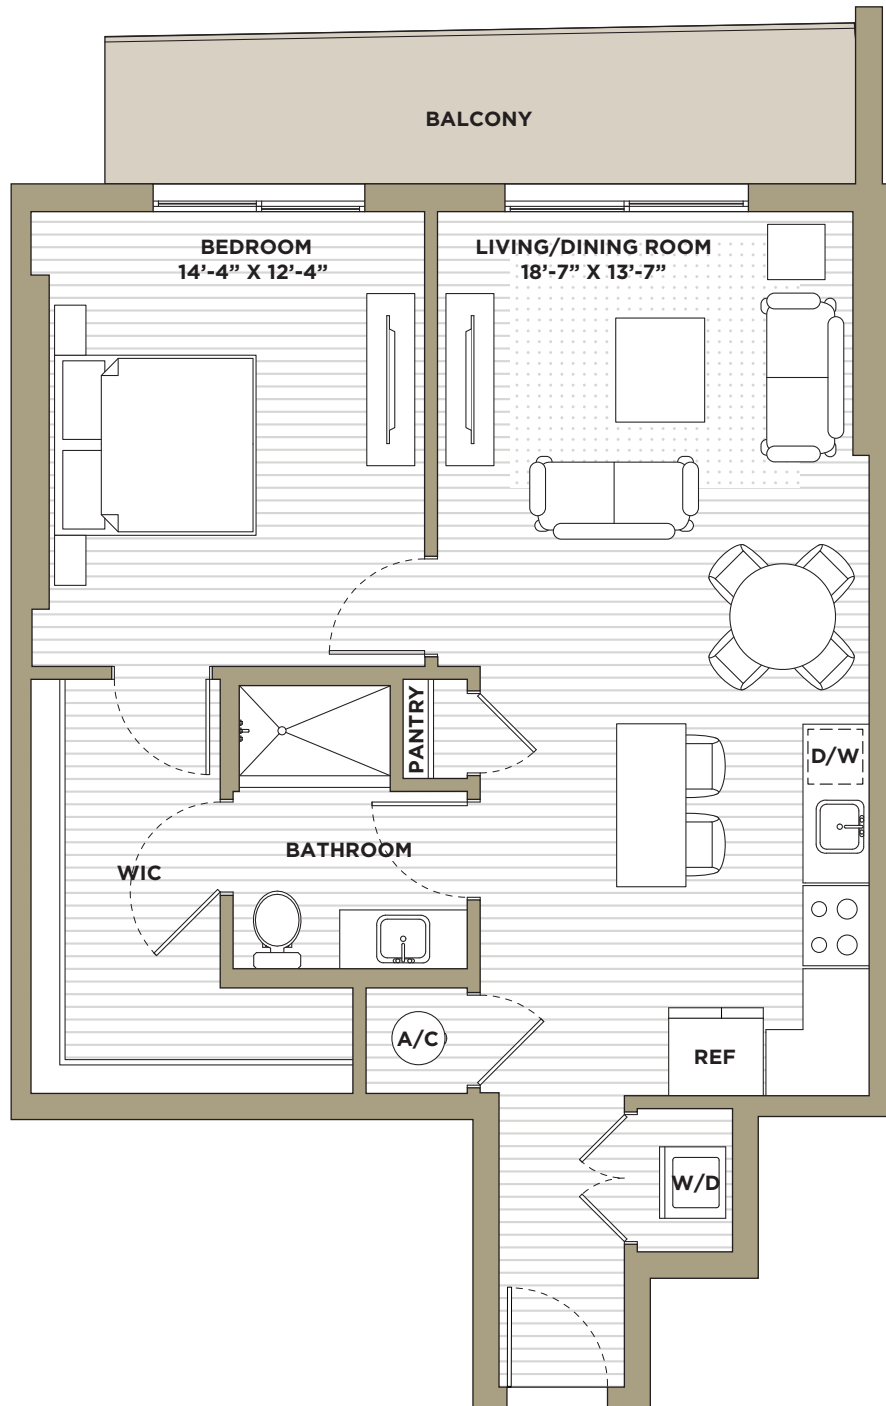 BALCONY
BEDROOM
14’-4” X 12’-4”
LIVING/DINING ROOM
18’-7” X 13’-7”
PANTRY
D/W
BATHROOM
WIC
A/C
REF
W/D